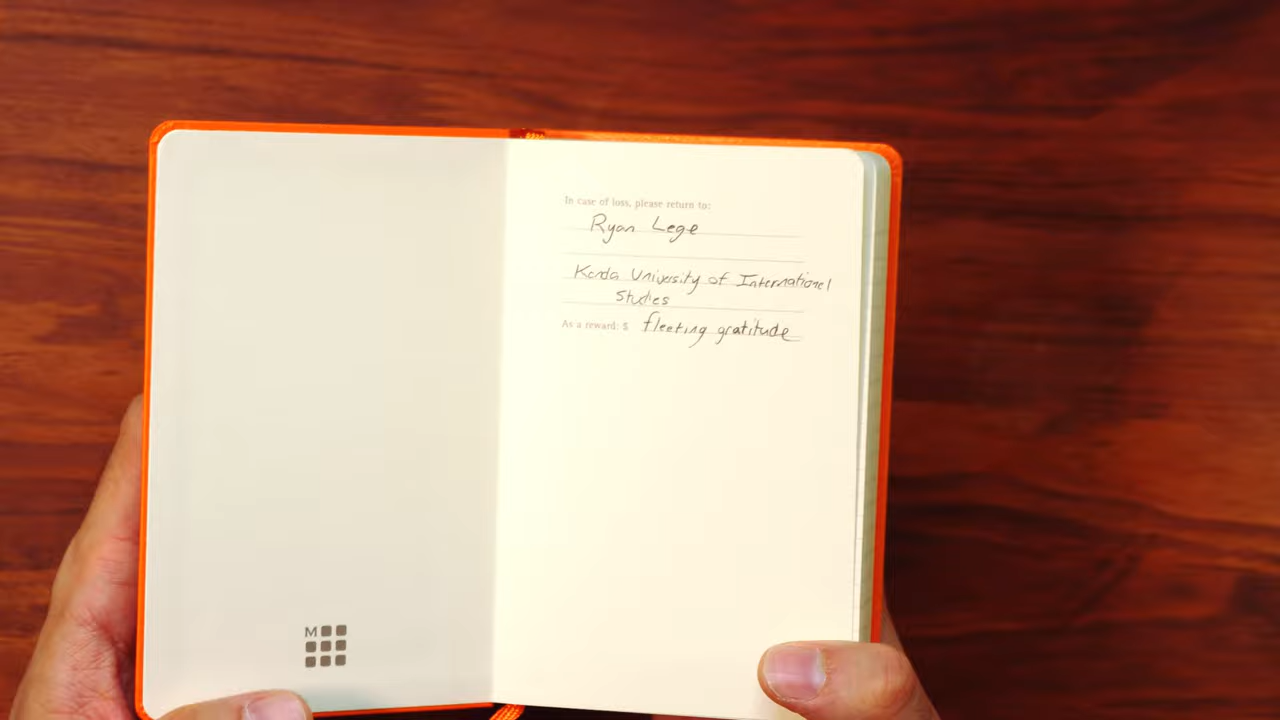 In case of loss, please return to:
Ryan Lege
Kanda University of International
Studies
As a reward: $ fleeting gratitude
M